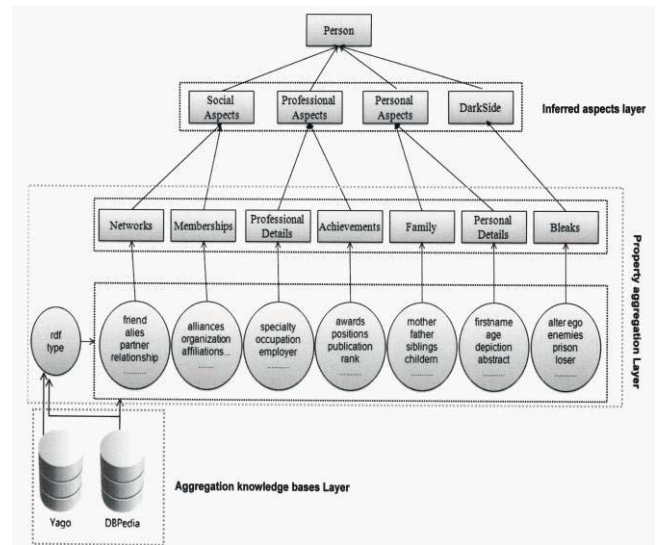 Person
Social
Aspects
Professional
Aspects
Personal
Aspects
DarkSide
Inferred aspects layer
Networks
Memberships
Professional
Details
Achievements
Family
Personal
Details
Bleaks
Property aggregation Layer
rdf
type
friend
alies
partner
relationship
............
alliances
organization
affiliations...
........
specialty
occupation
employer
............
awards
positions
publication
rank
............
mother
father
siblings
childern
............
firstname
age
depiction
abstract
............
alter ego
enemies
prison
loser
............
Yago
DBPedia
Aggregation knowledge bases Layer